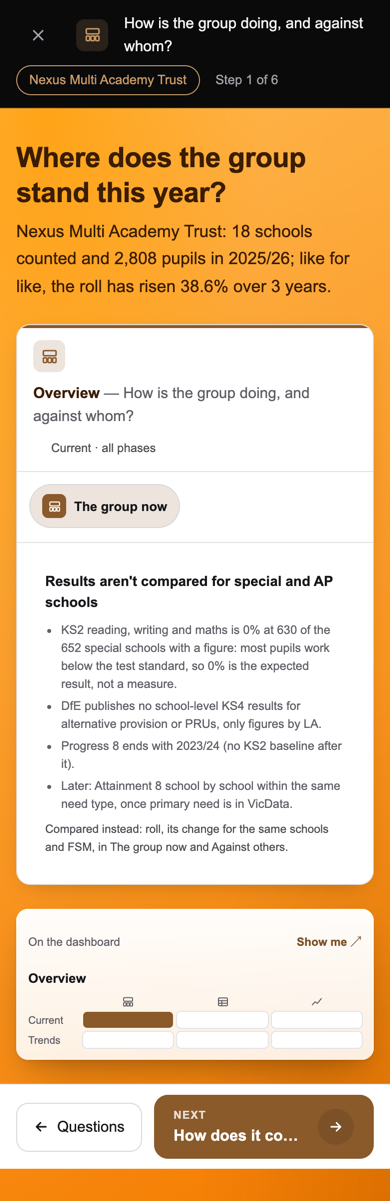 How is the group doing, and against
whom?
Nexus Multi Academy Trust
Step 1 of 6
Where does the group
stand this year?
Nexus Multi Academy Trust: 18 schools
counted and 2,808 pupils in 2025/26; like for
like, the roll has risen 38.6% over 3 years.
Overview — How is the group doing, and
against whom?
Current · all phases
The group now
Results aren't compared for special and AP
schools
• KS2 reading, writing and maths is 0% at 630 of the
652 special schools with a figure: most pupils work
below the test standard, so 0% is the expected
result, not a measure.
• DfE publishes no school-level KS4 results for
alternative provision or PRUs, only figures by LA.
• Progress 8 ends with 2023/24 (no KS2 baseline after
it).
• Later: Attainment 8 school by school within the same
need type, once primary need is in VicData.
Compared instead: roll, its change for the same schools
and FSM, in The group now and Against others.
On the dashboard
Show me
Overview
Current
Trends
Questions
NEXT
How does it co...